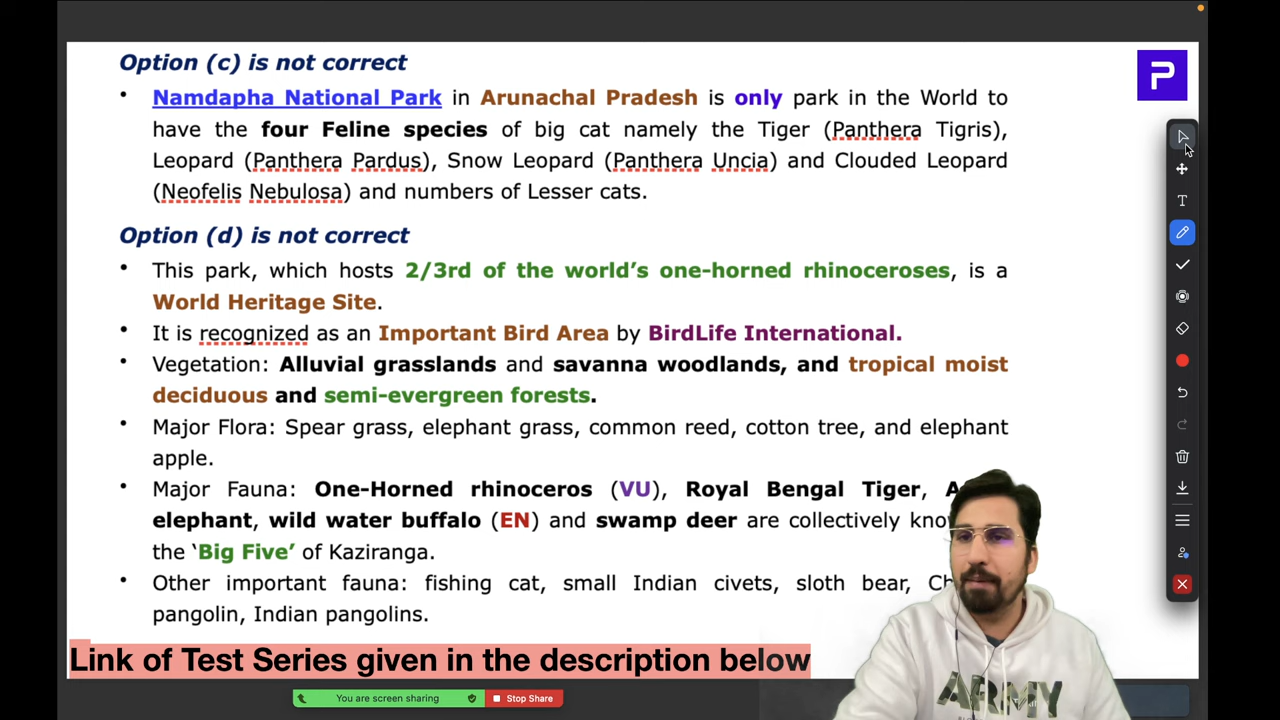 Option (c) is not correct
• Namdapha National Park in Arunachal Pradesh is only park in the World to
have the four Feline species of big cat namely the Tiger (Panthera Tigris),
Leopard (Panthera Pardus), Snow Leopard (Panthera Uncia) and Clouded Leopard
(Neofelis Nebulosa) and numbers of Lesser cats.
Option (d) is not correct
• This park, which hosts 2/3rd of the world's one-horned rhinoceroses, is a
World Heritage Site.
• It is recognized as an Important Bird Area by BirdLife International.
• Vegetation: Alluvial grasslands and savanna woodlands, and tropical moist
deciduous and semi-evergreen forests.
• Major Flora: Spear grass, elephant grass, common reed, cotton tree, and elephant
apple.
• Major Fauna: One-Horned rhinoceros (VU), Royal Bengal Tiger,
elephant, wild water buffalo (EN) and swamp deer are collectively
the 'Big Five' of Kaziranga.
• Other important fauna: fishing cat, small Indian civets, sloth bear,
pangolin, Indian pangolins.
Link of Test Series given in the description below
You are screen sharing
Stop Share
T
ARMY